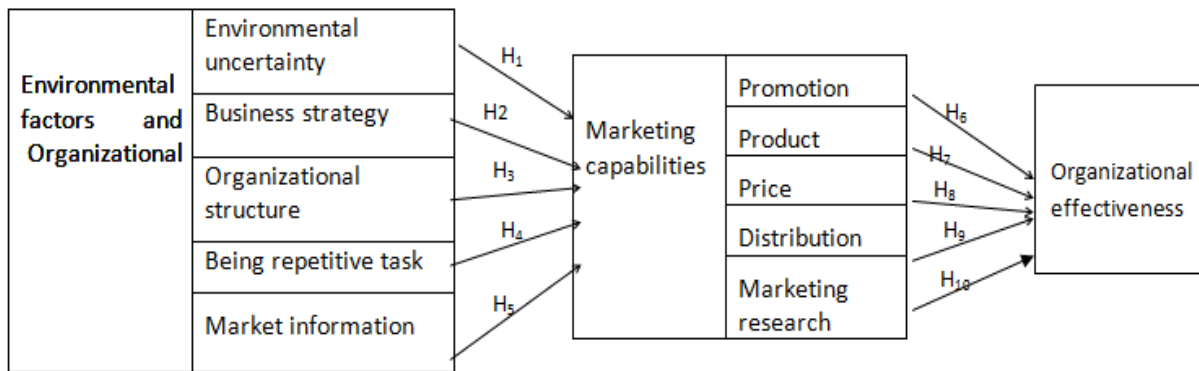 Environmental
factors and
Organizational
Environmental
uncertainty
Business strategy
Organizational
structure
Being repetitive task
Market information
H₁
H2
H₃
H₄
H₅
Marketing
capabilities
Promotion
Product
Price
Distribution
Marketing
research
H₆
H₇
H₈
H₉
H₁₀
Organizational
effectiveness